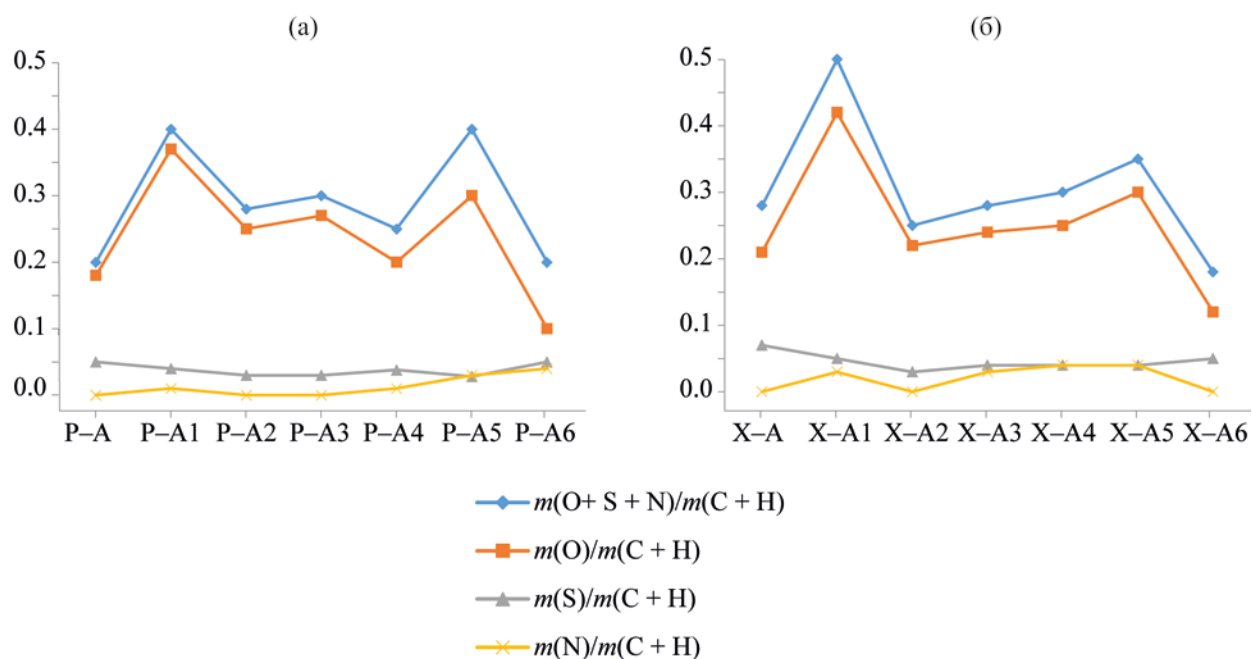 (а)
0.5
0.4
0.3
0.2
0.1
0.0
P–A P–A1 P–A2 P–A3 P–A4 P–A5 P–A6
(б)
0.5
0.4
0.3
0.2
0.1
0.0
X–A X–A1 X–A2 X–A3 X–A4 X–A5 X–A6
m(O+ S + N)/m(C + H)
m(O)/m(C + H)
m(S)/m(C + H)
m(N)/m(C + H)